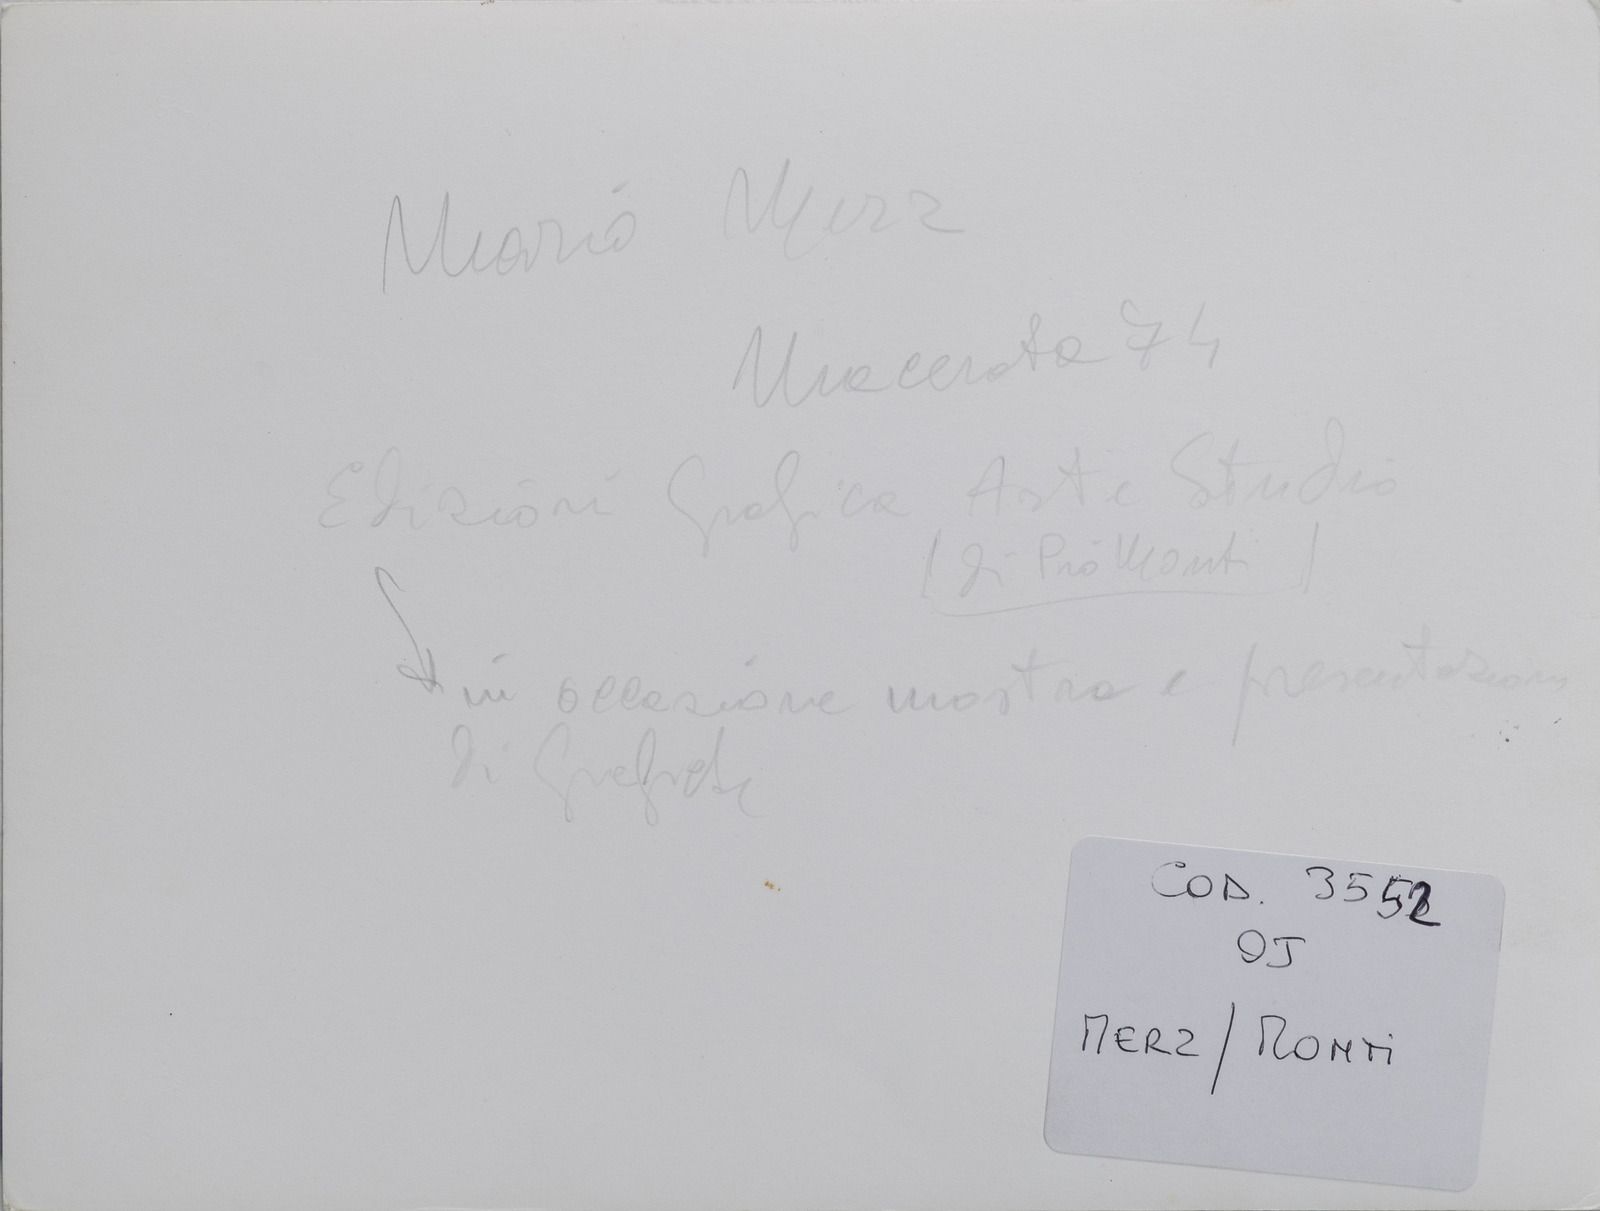 Mario Merz
Macerata 74
Edizioni Grafica Arte Studio
(di Pio Monti)
in occasione mostra e presentazione
di Grafiche
COD. 3552
OJ
MERZ / MONTi